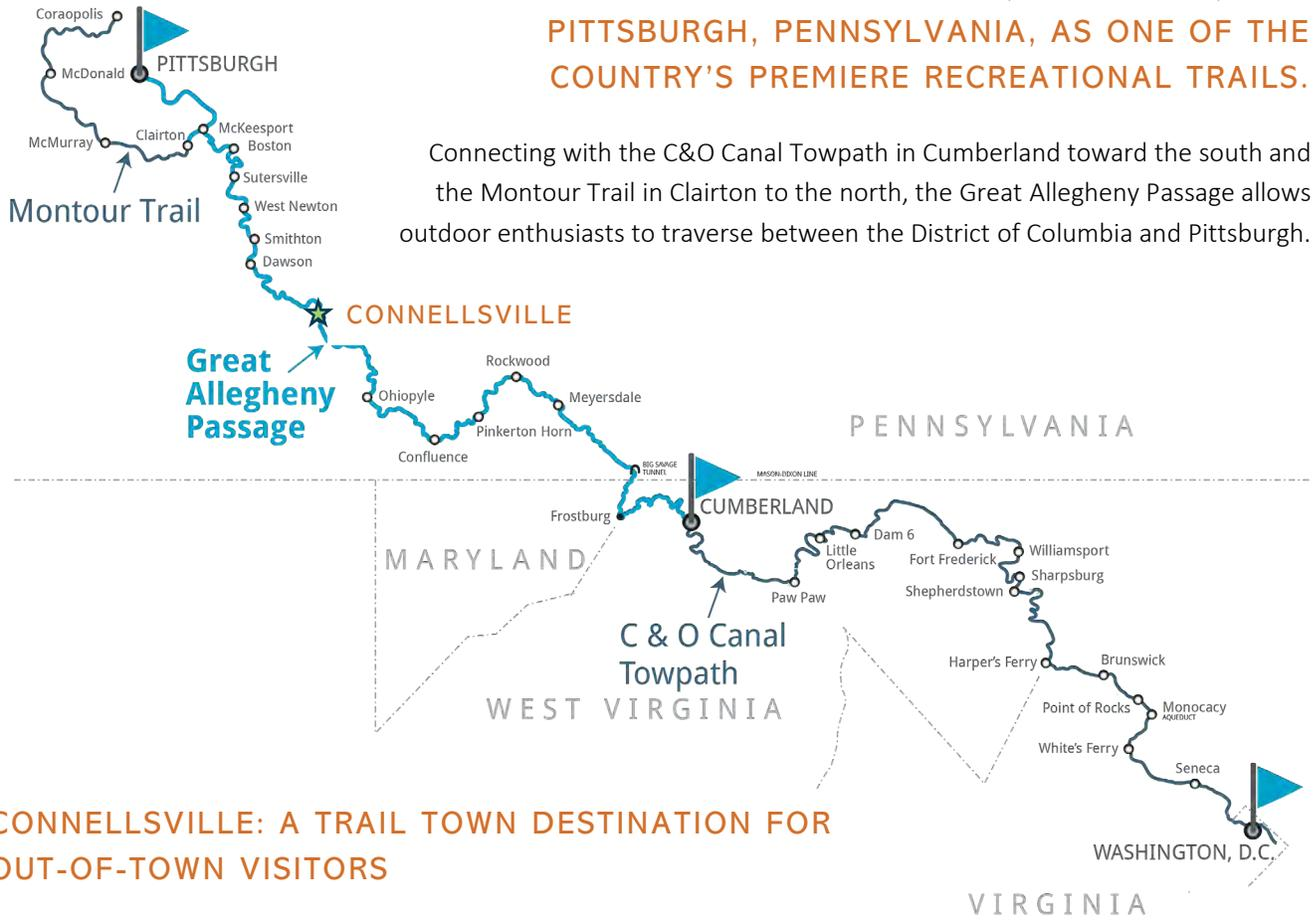 PITTSBURGH, PENNSYLVANIA, AS ONE OF THE
COUNTRY'S PREMIERE RECREATIONAL TRAILS.
Connecting with the C&O Canal Towpath in Cumberland toward the south and
the Montour Trail in Clairton to the north, the Great Allegheny Passage allows
outdoor enthusiasts to traverse between the District of Columbia and Pittsburgh.
Coraopolis
PITTSBURGH
McDonald
McKeesport
Clairton
McMurray
Boston
Sutersville
Montour Trail
West Newton
Smithton
Dawson
CONNELLSVILLE
Great
Allegheny
Passage
Rockwood
Ohiopyle
Meyersdale
Pinkerton Horn
Confluence
PENNSYLVANIA
BIG SAVAGE
TUNNEL
MASON-DIXON LINE
CUMBERLAND
Frostburg
MARYLAND
Little
Orleans
Dam 6
Fort Frederick
Williamsport
Sharpsburg
Shepherdstown
Paw Paw
C & O Canal
Towpath
WEST VIRGINIA
Harper's Ferry
Brunswick
Point of Rocks
Monocacy
AQUEDUCT
White's Ferry
Seneca
WASHINGTON, D.C.
VIRGINIA
CONNELLSVILLE: A TRAIL TOWN DESTINATION FOR
OUT-OF-TOWN VISITORS